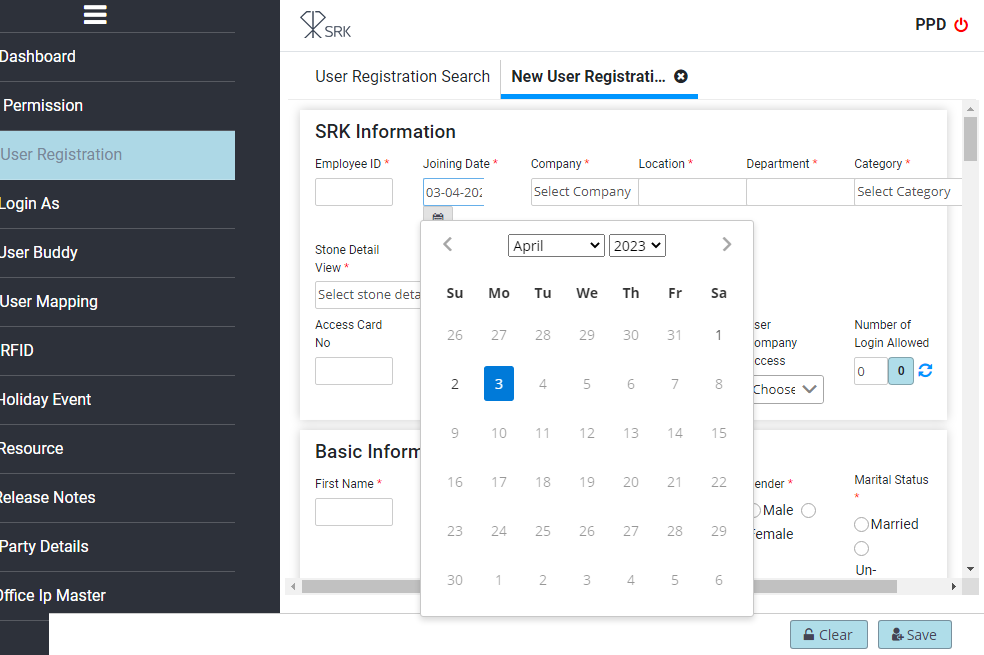 SRK
PPD
Dashboard
Permission
User Registration
Login As
User Buddy
User Mapping
RFID
Holiday Event
Resource
Release Notes
Party Details
Office Ip Master
User Registration Search
New User Registrati...
SRK Information
Employee ID *
Joining Date *
Company *
Location *
Department *
Category *
03-04-202
Select Company
Select Category
Stone Detail
View *
Select stone deta
Access Card
No
ser
ompany
ccess
Choose
Number of
Login Allowed
0
0
April
2023
Su Mo Tu We Th Fr Sa
26 27 28 29 30 31 1
2 3 4 5 6 7 8
9 10 11 12 13 14 15
16 17 18 19 20 21 22
23 24 25 26 27 28 29
30 1 2 3 4 5 6
Basic Inform
First Name *
ender *
Male
emale
Marital Status
*
Married
Un-
Clear
Save